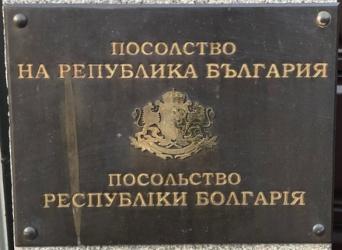 ПОСОЛСТВО
НА РЕПУБЛИКА БЪЛГАРИЯ
ПОСОЛЬСТВО
РЕСПУБЛІКИ БОЛГАРІЯ